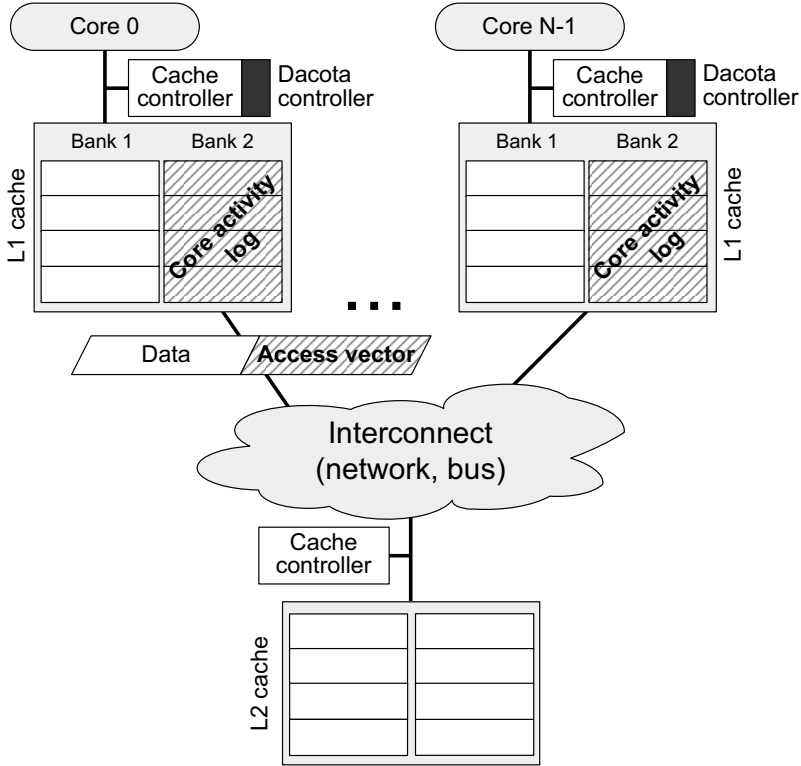 Core 0
Core N-1
Cache
controller
Dacota
controller
Cache
controller
Dacota
controller
Bank 1
Bank 2
Bank 1
Bank 2
L1 cache
Core activity
log
Core activity
log
L1 cache
...
Data
Access vector
Interconnect
(network, bus)
Cache
controller
L2 cache